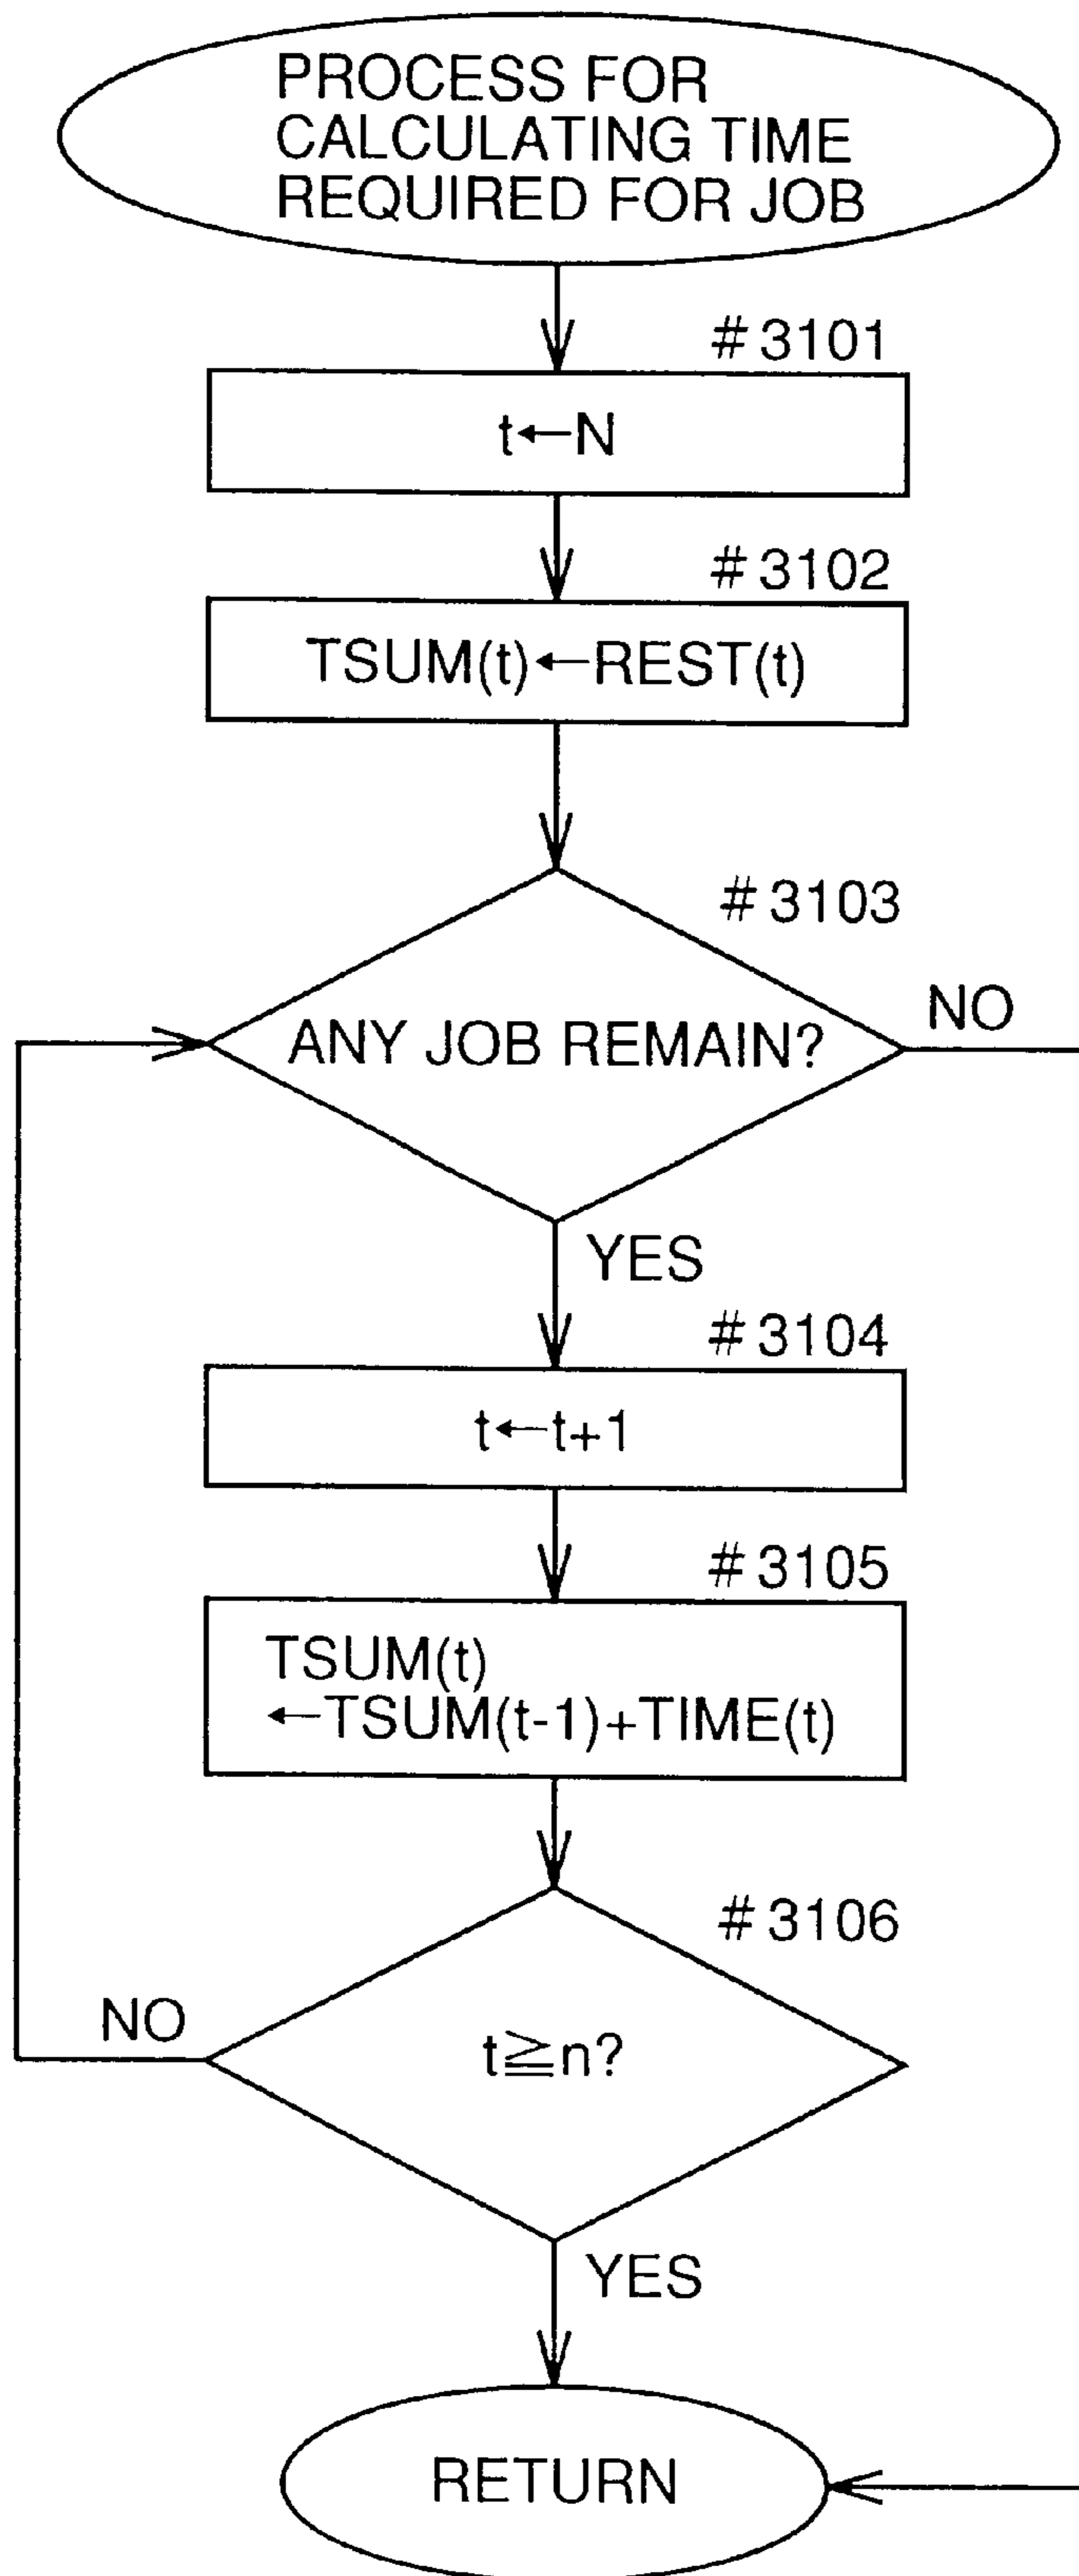 PROCESS FOR
CALCULATING TIME
REQUIRED FOR JOB
#3101
t←N
#3102
TSUM(t)←REST(t)
#3103
ANY JOB REMAIN?
NO
YES
#3104
t←t+1
#3105
TSUM(t)
←TSUM(t-1)+TIME(t)
#3106
t≧n?
NO
YES
RETURN